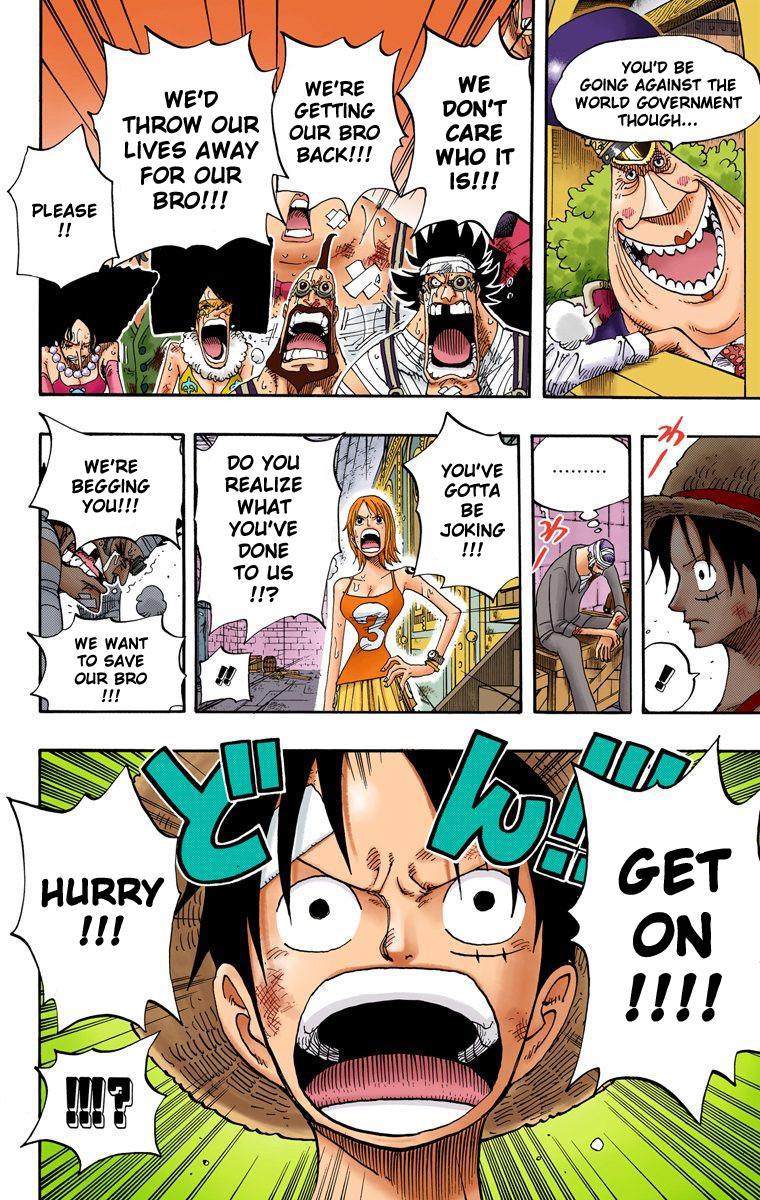 YOU'D BE
GOING AGAINST THE
WORLD GOVERNMENT
THOUGH...
WE
DON'T
CARE
WHO IT
IS!!!
WE'RE
GETTING
OUR BRO
BACK!!!
WE'D
THROW OUR
LIVES AWAY
FOR OUR
BRO!!!
PLEASE
!!
わ
!
.........
わ
YOU'VE
GOTTA
BE
JOKING
!!!
DO YOU
REALIZE
WHAT
YOU'VE
DONE
TO US
!!?
3
!!
WE'RE
BEGGING
YOU!!!
WE WANT
TO SAVE
OUR BRO
!!!
どん!!!
GET
ON
!!!!
HURRY
!!!
!!!?